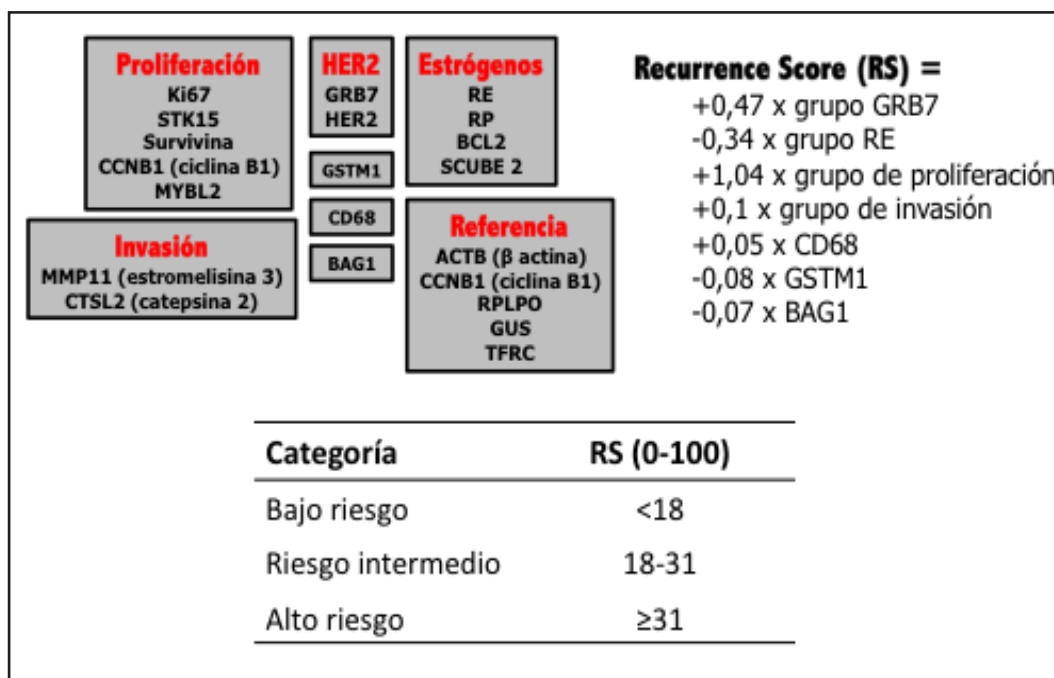 Proliferación
Ki67
STK15
Survivina
CCNB1 (ciclina B1)
MYBL2
HER2
GRB7
HER2
Estrógenos
RE
RP
BCL2
SCUBE 2
GSTM1
CD68
BAG1
Invasión
MMP11 (estromelisina 3)
CTSL2 (catepsina 2)
Referencia
ACTB (β actina)
CCNB1 (ciclina B1)
RPLPO
GUS
TFRC
Recurrence Score (RS) =
+0,47 x grupo GRB7
-0,34 x grupo RE
+1,04 x grupo de proliferación
+0,1 x grupo de invasión
+0,05 x CD68
-0,08 x GSTM1
-0,07 x BAG1
Categoría RS (0-100)
Bajo riesgo <18
Riesgo intermedio 18-31
Alto riesgo ≥31